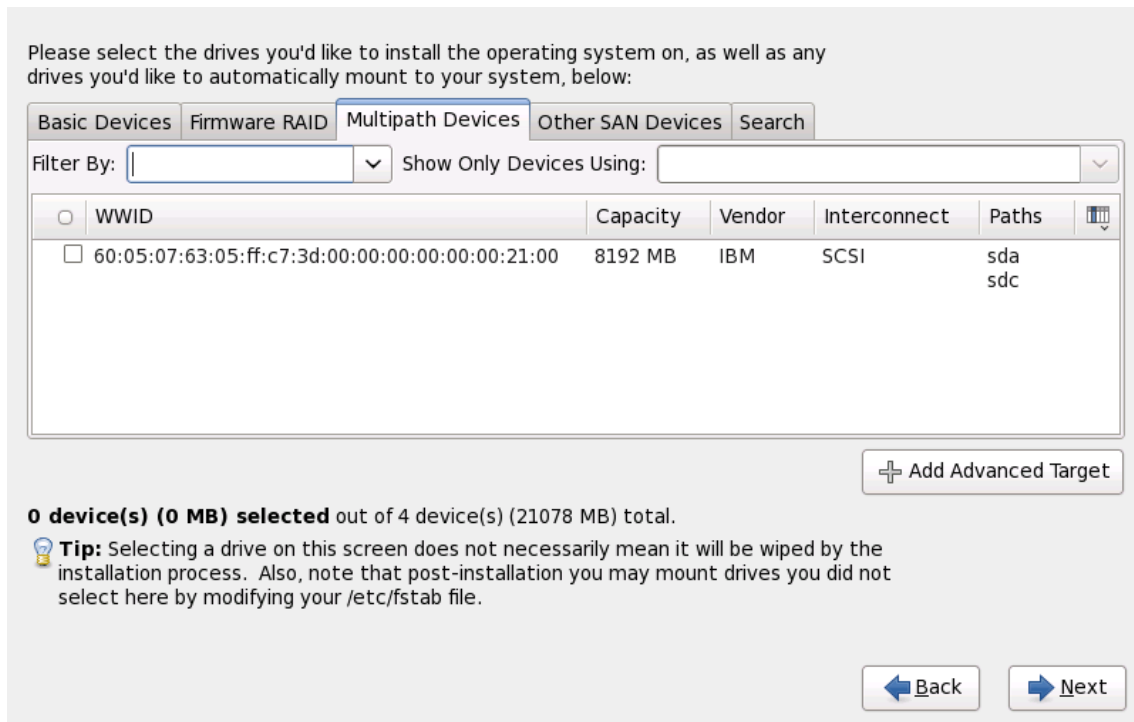 Please select the drives you'd like to install the operating system on, as well as any
drives you'd like to automatically mount to your system, below:
Basic Devices Firmware RAID Multipath Devices Other SAN Devices Search
Filter By: Show Only Devices Using:
WWID Capacity Vendor Interconnect Paths
60:05:07:63:05:ff:c7:3d:00:00:00:00:00:00:21:00 8192 MB IBM SCSI sda
sdc
Add Advanced Target
0 device(s) (0 MB) selected out of 4 device(s) (21078 MB) total.
Tip: Selecting a drive on this screen does not necessarily mean it will be wiped by the
installation process.  Also, note that post-installation you may mount drives you did not
select here by modifying your /etc/fstab file.
Back Next